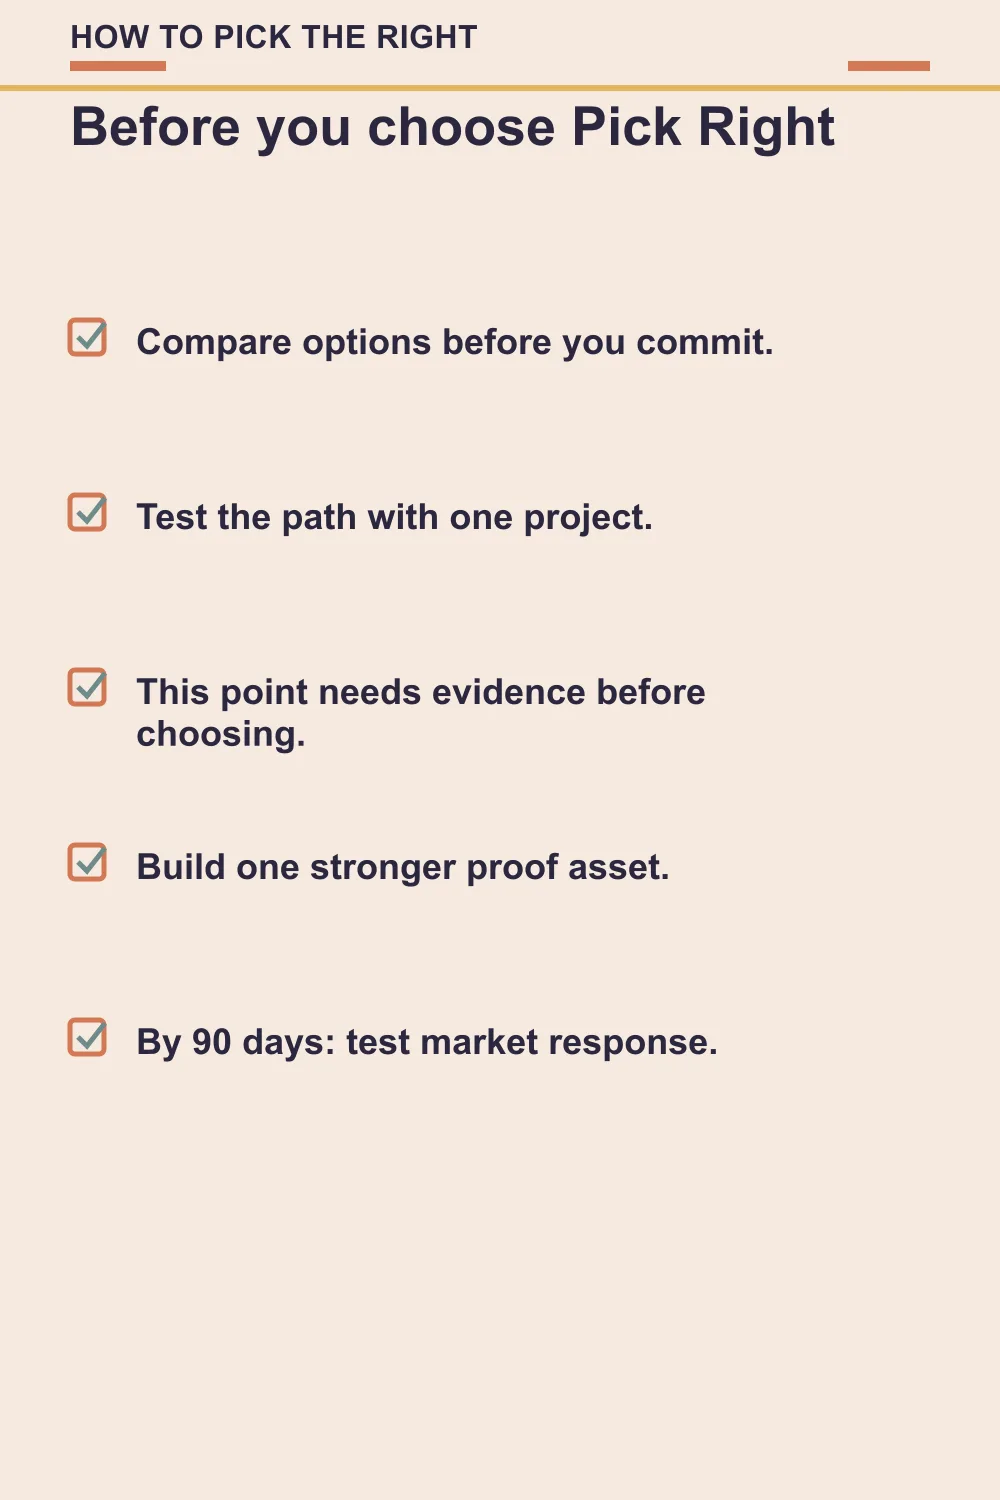 HOW TO PICK THE RIGHT
Before you choose Pick Right
Compare options before you commit.
Test the path with one project.
This point needs evidence before
choosing.
Build one stronger proof asset.
By 90 days: test market response.